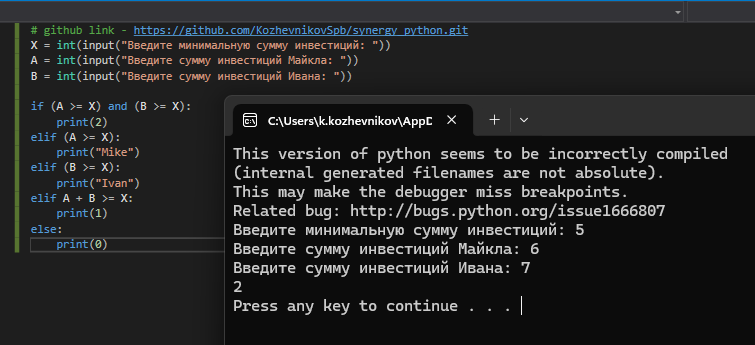 # github link - https://github.com/KozhevnikovSpb/synergy_python.git
X = int(input("Введите минимальную сумму инвестиций: "))
A = int(input("Введите сумму инвестиций Майкла: "))
B = int(input("Введите сумму инвестиций Ивана: "))
if (A >= X) and (B >= X):
print(2)
elif (A >= X):
print("Mike")
elif (B >= X):
print("Ivan")
elif A + B >= X:
print(1)
else:
print(0)
C:\Users\k.kozhevnikov\AppD
This version of python seems to be incorrectly compiled
(internal generated filenames are not absolute).
This may make the debugger miss breakpoints.
Related bug: http://bugs.python.org/issue1666807
Введите минимальную сумму инвестиций: 5
Введите сумму инвестиций Майкла: 6
Введите сумму инвестиций Ивана: 7
2
Press any key to continue . . .